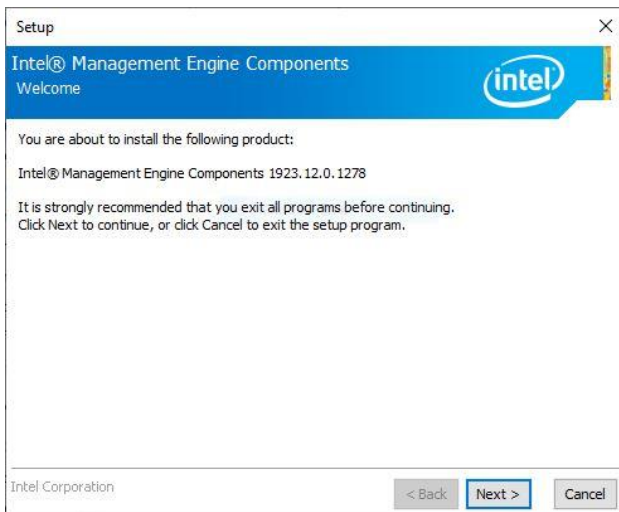 Setup
Intel® Management Engine Components
Welcome
intel
You are about to install the following product:
Intel® Management Engine Components 1923.12.0.1278
It is strongly recommended that you exit all programs before continuing.
Click Next to continue, or click Cancel to exit the setup program.
Intel Corporation
< Back Next > Cancel